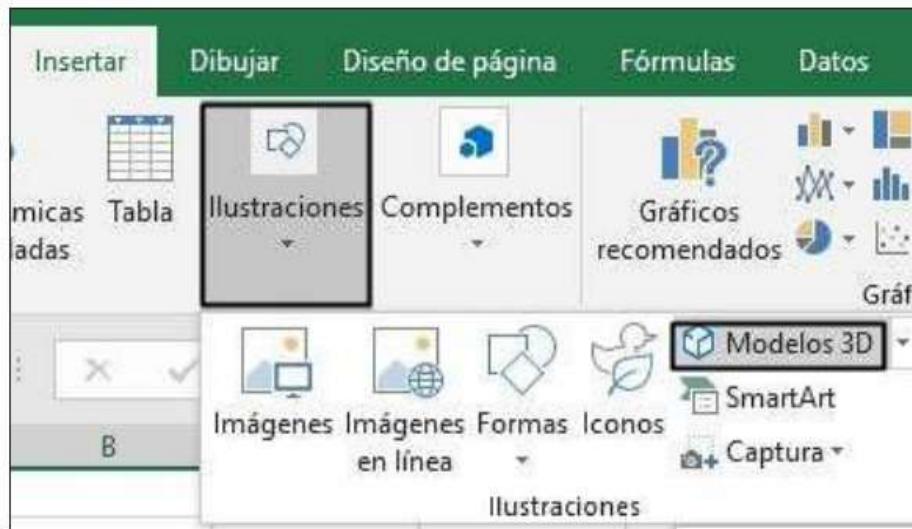 Insertar Dibujar Diseño de página Fórmulas Datos
micas Tabla Ilustraciones Complementos Gráficos
adas recomendados
Gráf
Modelos 3D
SmartArt
Imágenes Imágenes Formas Iconos
en línea
Captura
B
Ilustraciones